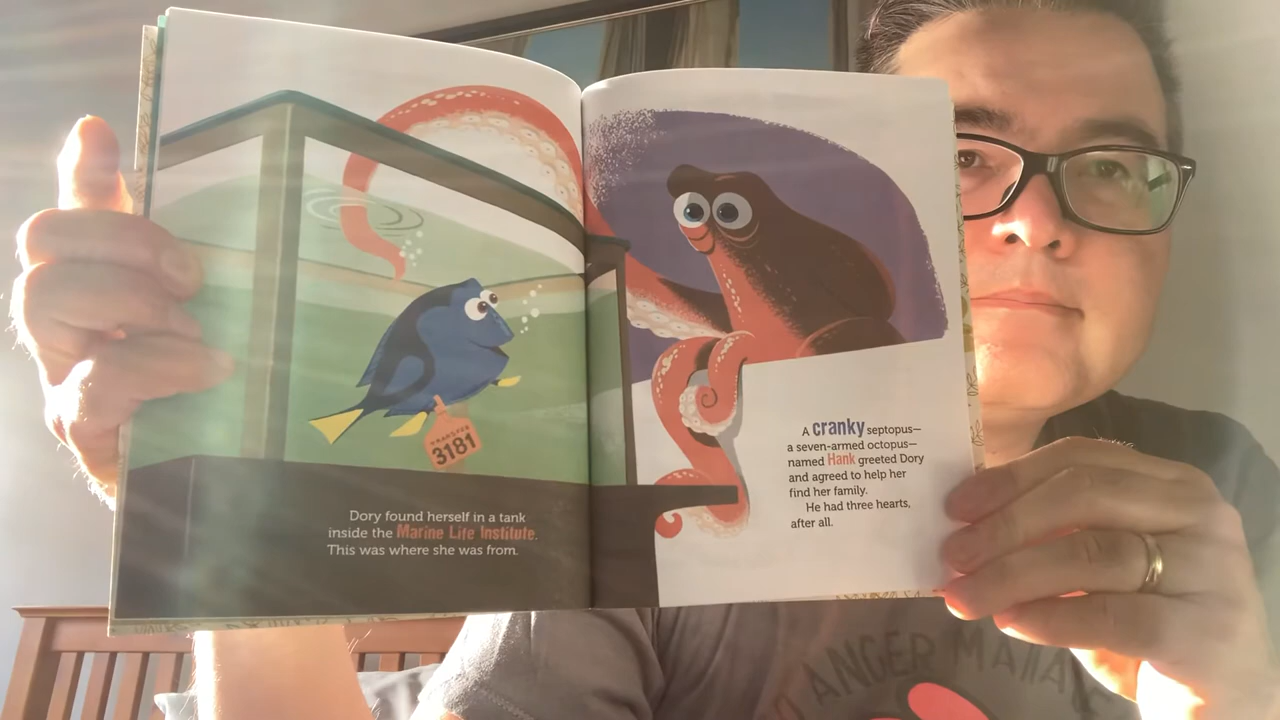 TRANSFER
3181
Dory found herself in a tank
inside the Marine Life Institute.
This was where she was from.
A cranky septopus—
a seven-armed octopus—
named Hank greeted Dory
and agreed to help her
find her family.
He had three hearts,
after all.
ANGER